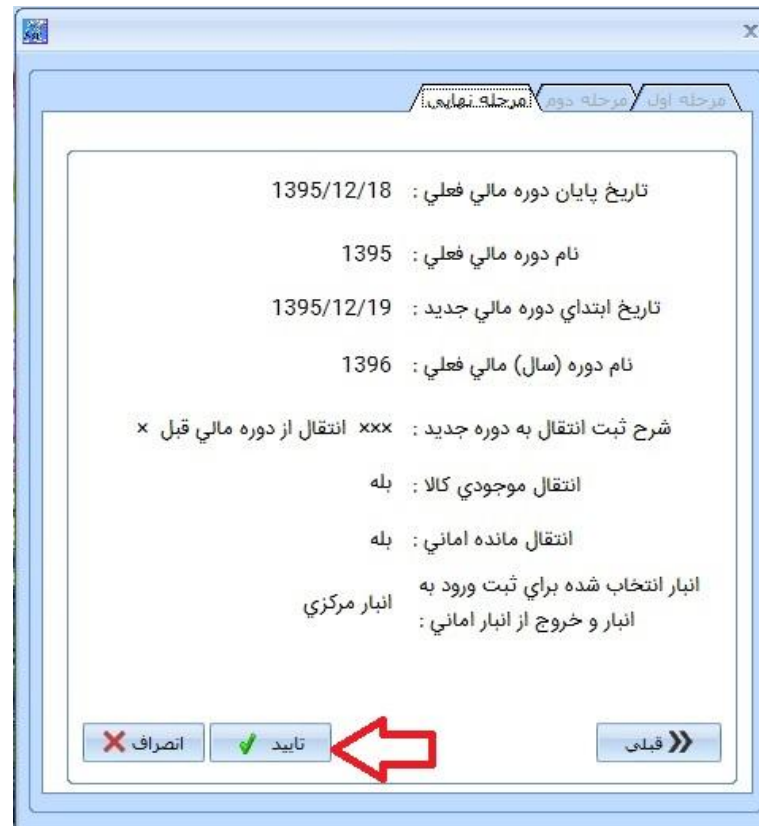 مرحله اول مرحله دوم مرحله نهایی
تاريخ پايان دوره مالي فعلي : 1395/12/18
نام دوره مالي فعلي : 1395
تاريخ ابتداي دوره مالي جديد : 1395/12/19
نام دوره (سال) مالي فعلي : 1396
شرح ثبت انتقال به دوره جديد : ××× انتقال از دوره مالي قبل ×
انتقال موجودي كالا : بله
انتقال مانده اماني : بله
انبار انتخاب شده براي ثبت ورود به
انبار و خروج از انبار اماني : انبار مركزي
قبلی تایید انصراف